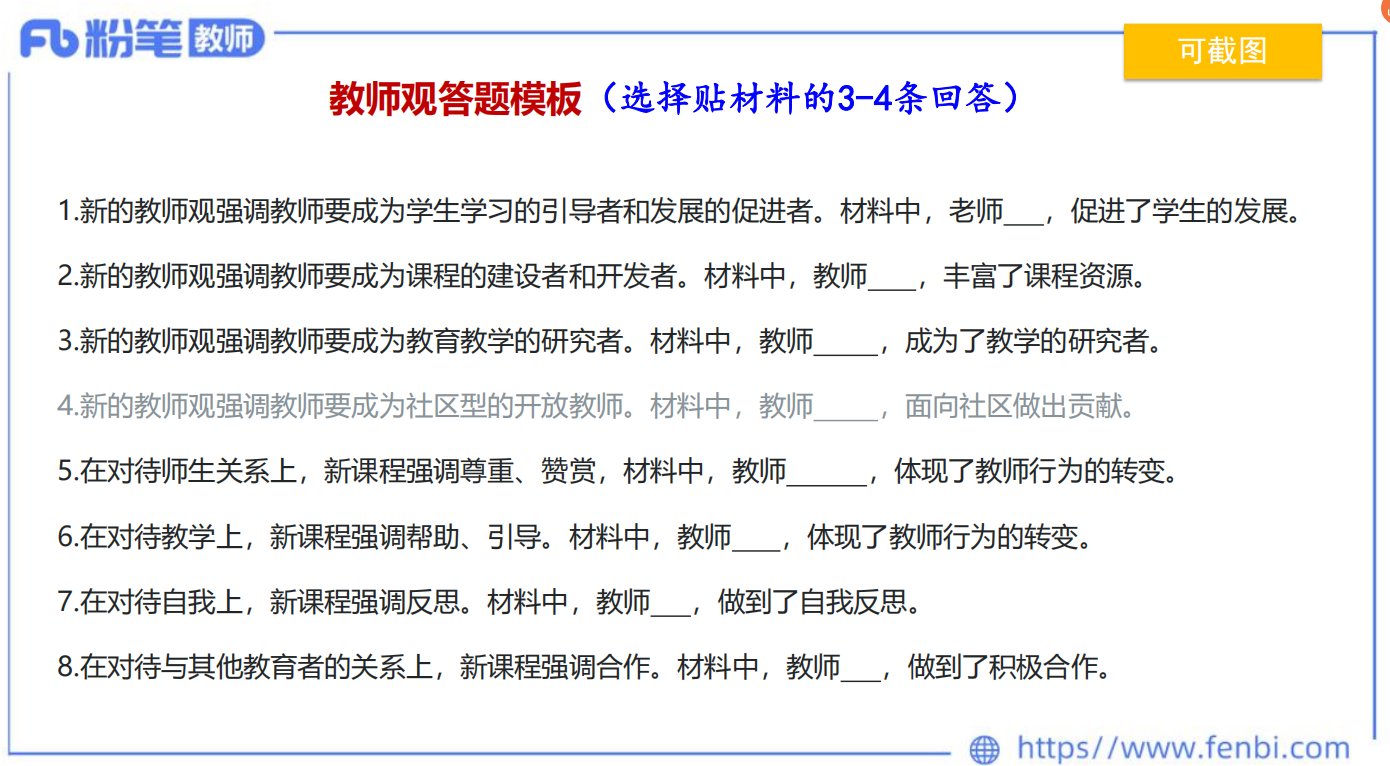 粉笔教师
可截图
教师观答题模板（选择贴材料的3-4条回答）
1.新的教师观强调教师要成为学生学习的引导者和发展的促进者。材料中，老师___，促进了学生的发展。
2.新的教师观强调教师要成为课程的建设者和开发者。材料中，教师____，丰富了课程资源。
3.新的教师观强调教师要成为教育教学的研究者。材料中，教师_____，成为了教学的研究者。
4.新的教师观强调教师要成为社区型的开放教师。材料中，教师_____，面向社区做出贡献。
5.在对待师生关系上，新课程强调尊重、赞赏，材料中，教师______，体现了教师行为的转变。
6.在对待教学上，新课程强调帮助、引导。材料中，教师____，体现了教师行为的转变。
7.在对待自我上，新课程强调反思。材料中，教师___，做到了自我反思。
8.在对待与其他教育者的关系上，新课程强调合作。材料中，教师___，做到了积极合作。
https//www.fenbi.com